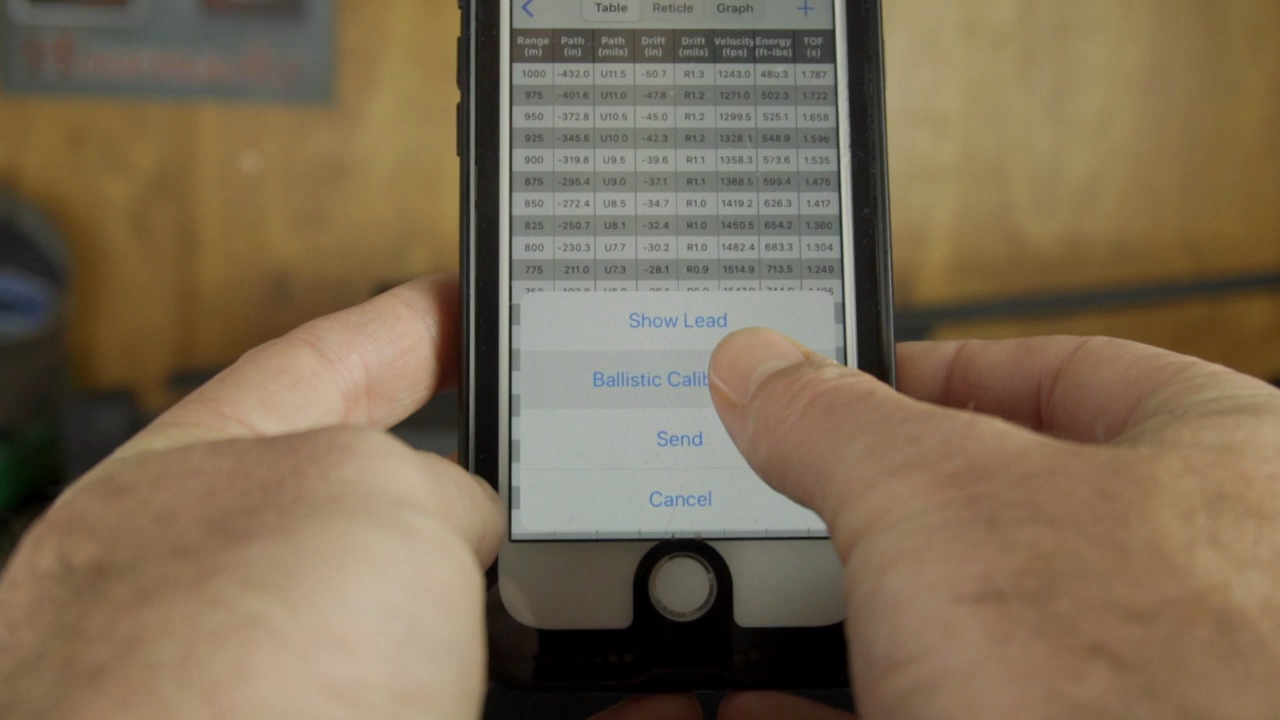 Table Reticle Graph +
Range (m) Path (in) Path (mils) Drift (in) Drift (mils) Velocity (fps) Energy (ft-lbs) TOF (s)
1000 -432.0 U11.5 -50.7 R1.3 1243.0 480.3 1.787
975 -401.6 U11.0 -47.8 R1.2 1271.0 502.3 1.722
950 -372.8 U10.5 -45.0 R1.2 1299.5 525.1 1.658
925 -345.6 U10.0 -42.3 R1.2 1328.1 548.9 1.596
900 -319.8 U9.5 -39.6 R1.1 1358.3 573.6 1.535
875 -295.4 U9.0 -37.1 R1.1 1388.5 599.4 1.475
850 -272.4 U8.5 -34.7 R1.0 1419.2 626.3 1.417
825 -250.7 U8.1 -32.4 R1.0 1450.5 654.2 1.360
800 -230.3 U7.7 -30.2 R1.0 1482.4 683.3 1.304
775 211.0 U7.3 -28.1 R0.9 1514.9 713.5 1.249
Show Lead
Ballistic Calib
Send
Cancel